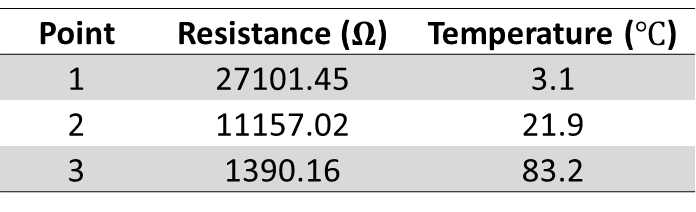 Point Resistance (Ω) Temperature (℃)
1 27101.45 3.1
2 11157.02 21.9
3 1390.16 83.2